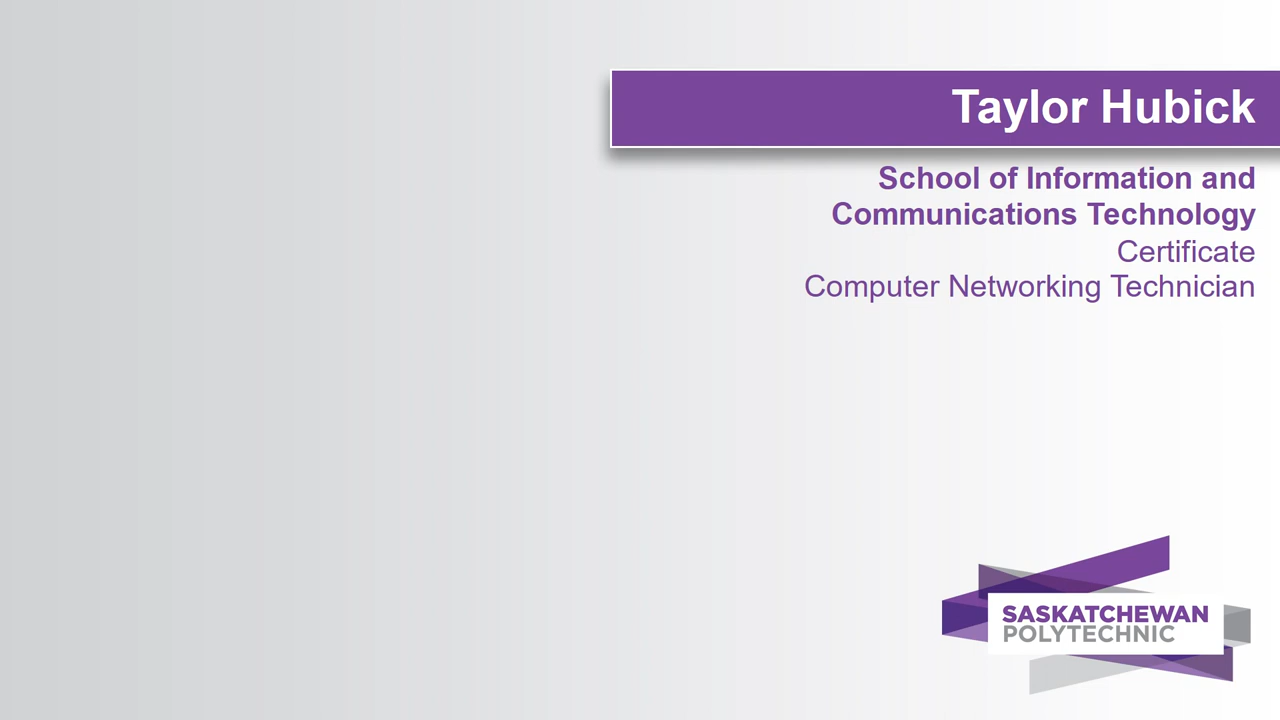 Taylor Hubick
School of Information and
Communications Technology
Certificate
Computer Networking Technician
SASKATCHEWAN
POLYTECHNIC